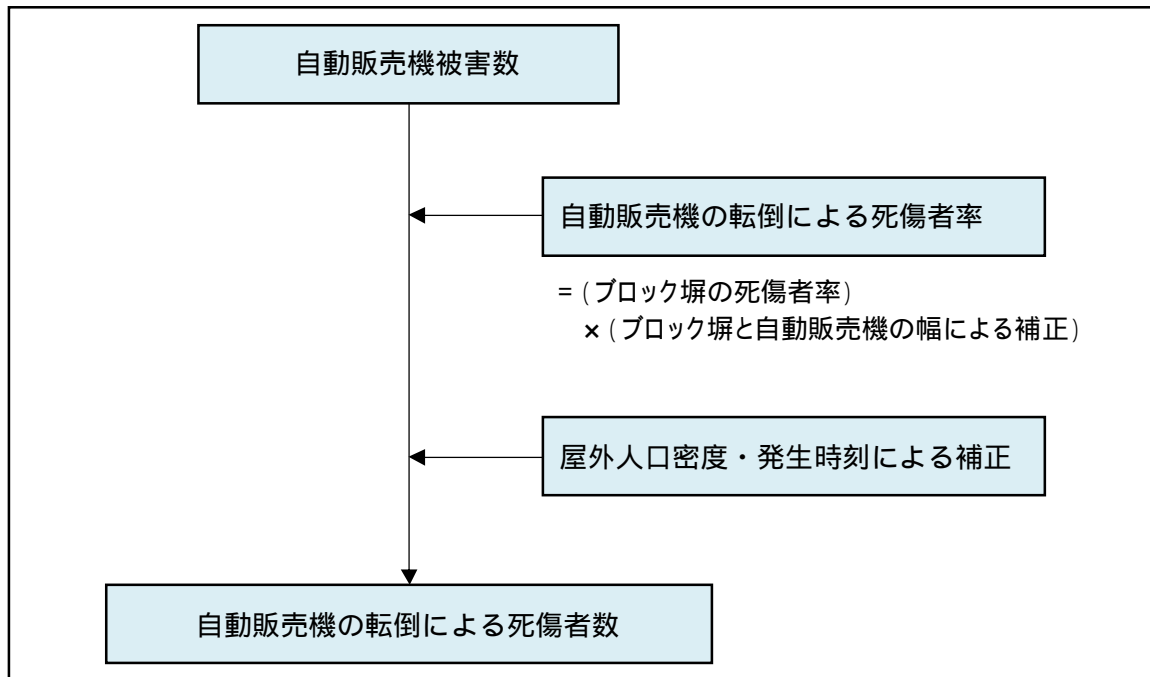 自動販売機被害数
自動販売機の転倒による死傷者率
=(ブロック塀の死傷者率)
×(ブロック塀と自動販売機の幅による補正)
屋外人口密度・発生時刻による補正
自動販売機の転倒による死傷者数